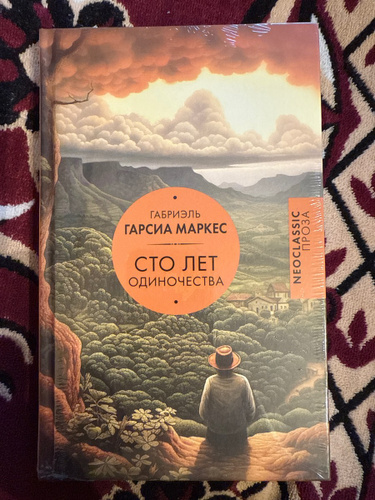 ГАБРИЭЛЬ
ГАРСИА МАРКЕС
СТО ЛЕТ
ОДИНОЧЕСТВА
NEOCLASSIC
ПРОЗА